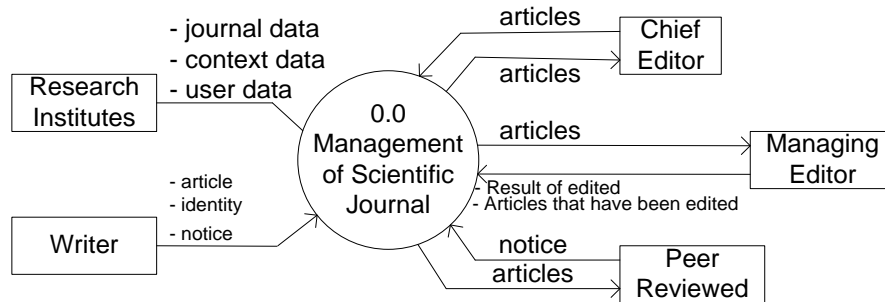 articles
- journal data
- context data
- user data
Chief
Editor
Research
Institutes
articles
0.0
Management
of Scientific
Journal
articles
Managing
Editor
- Result of edited
- Articles that have been edited
- article
- identity
- notice
Writer
notice
articles
Peer
Reviewed